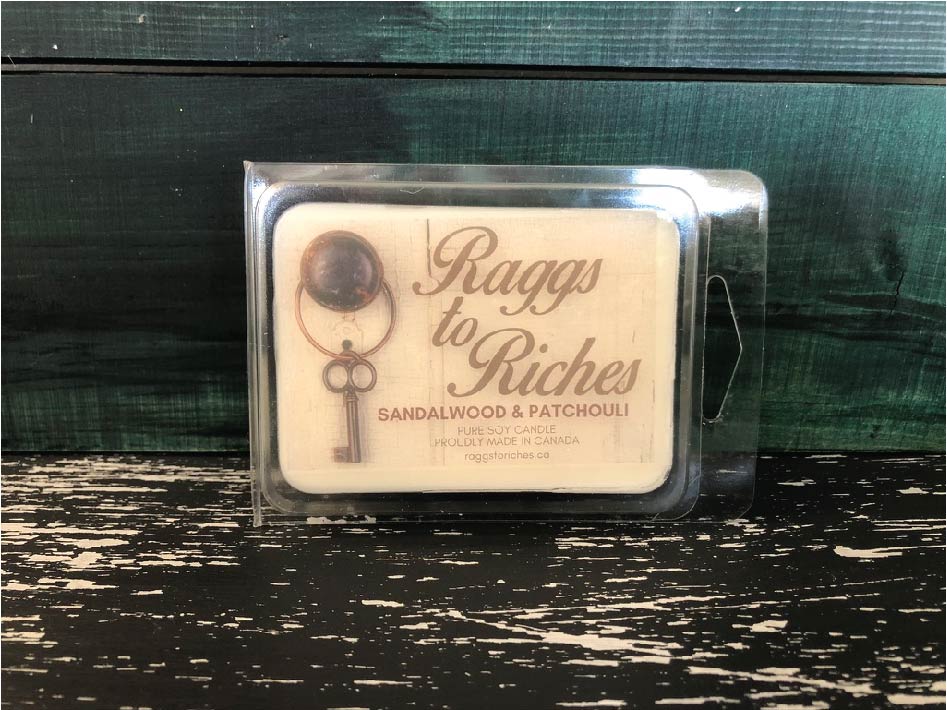 Raggs
to
Riches
SANDALWOOD & PATCHOULI
PURE SOY CANDLE
PROUDLY MADE IN CANADA
raggstoriches.ca